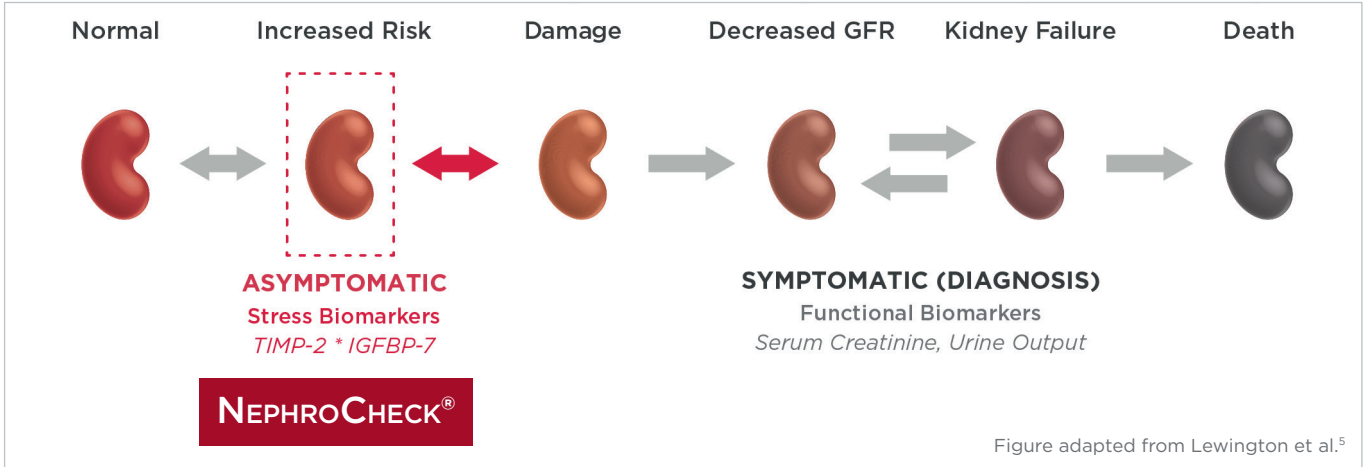 Normal
Increased Risk
Damage
Decreased GFR
Kidney Failure
Death
ASYMPTOMATIC
Stress Biomarkers
TIMP-2 * IGFBP-7
NEPHROCHECK®
SYMPTOMATIC (DIAGNOSIS)
Functional Biomarkers
Serum Creatinine, Urine Output
Figure adapted from Lewington et al.⁵